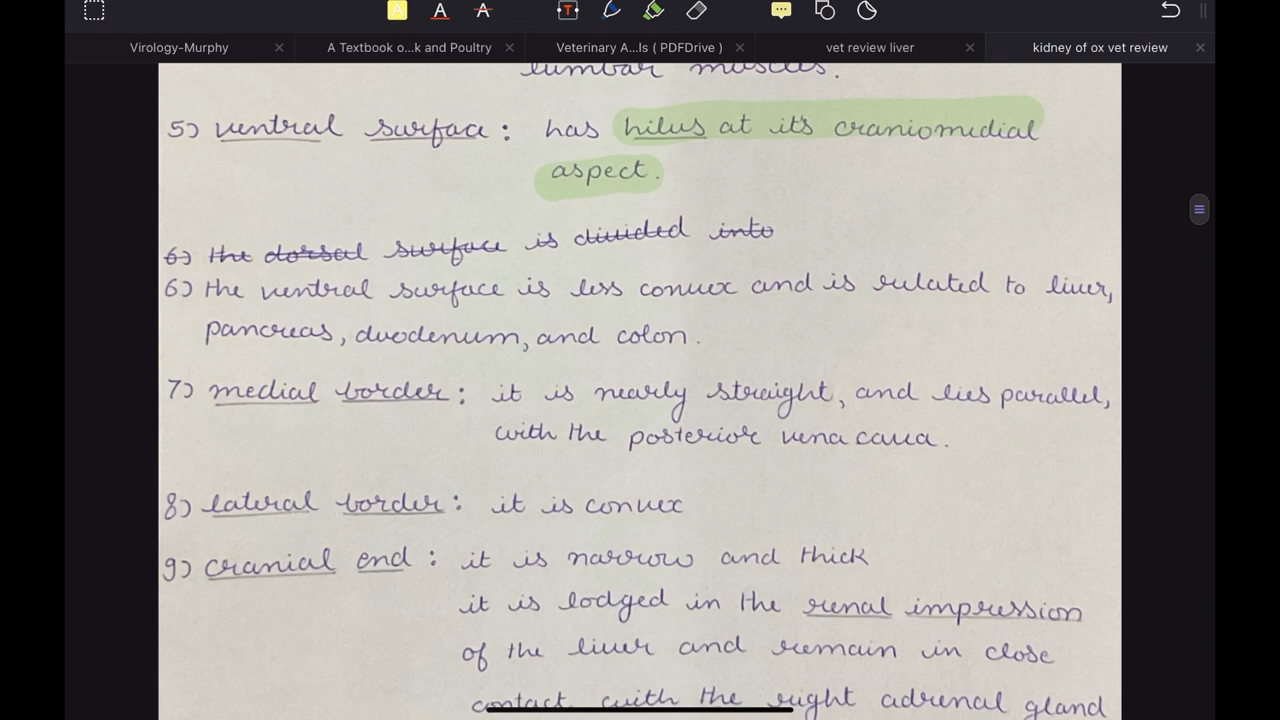 Virology-Murphy
A Textbook o...k and Poultry
Veterinary A...ls ( PDFDrive )
vet review liver
kidney of ox vet review
lumbar muscles.
5) ventral surface: has hilus at it's craniomidial
aspect.
6) the dorsal surface is divided into
6) the ventral surface is less convex and is related to liver,
pancreas, duodenum, and colon.
7) medial border: it is nearly straight, and lies parallel,
with the posterior vena cava.
8) lateral border: it is convex
9) cranial end: it is narrow and thick
it is lodged in the renal impression
of the liver and remain in close
contact with the right adrenal gland